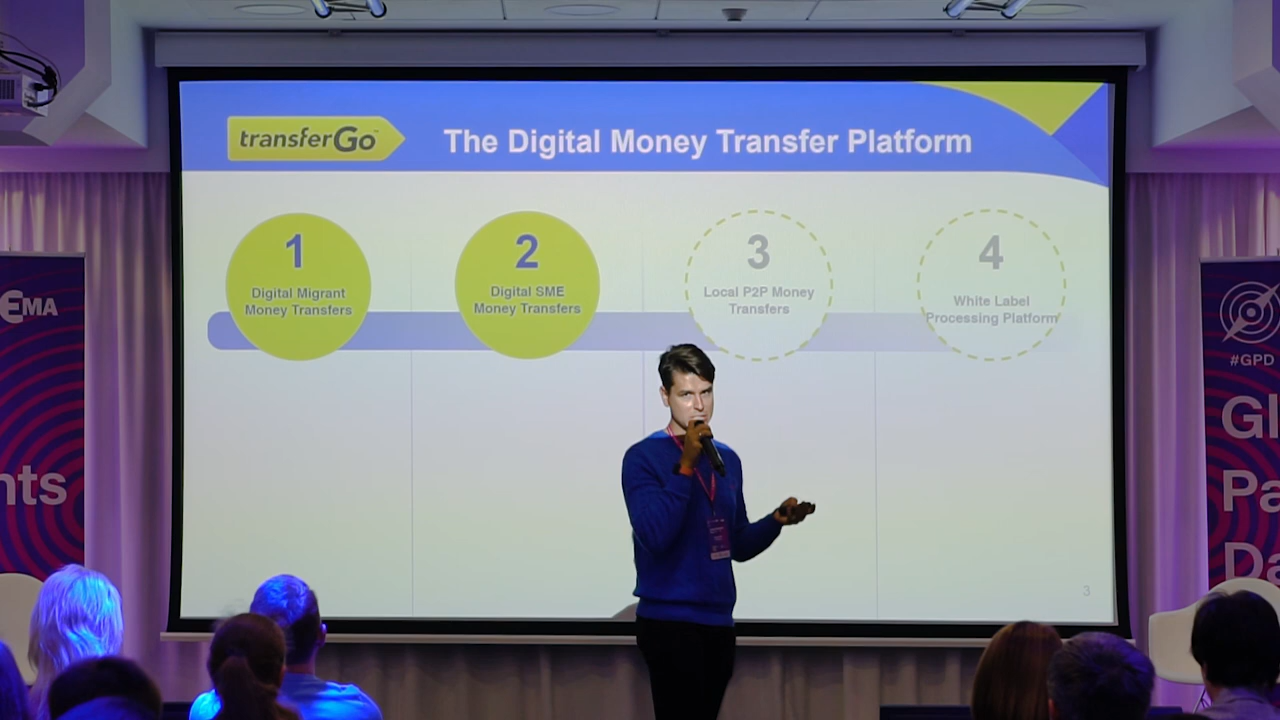 transferGo™
The Digital Money Transfer Platform
1
Digital Migrant
Money Transfers
2
Digital SME
Money Transfers
3
Local P2P Money
Transfers
4
White Label
Processing Platform
3
EMA
nts
#GPD
Gl
Pa
Da